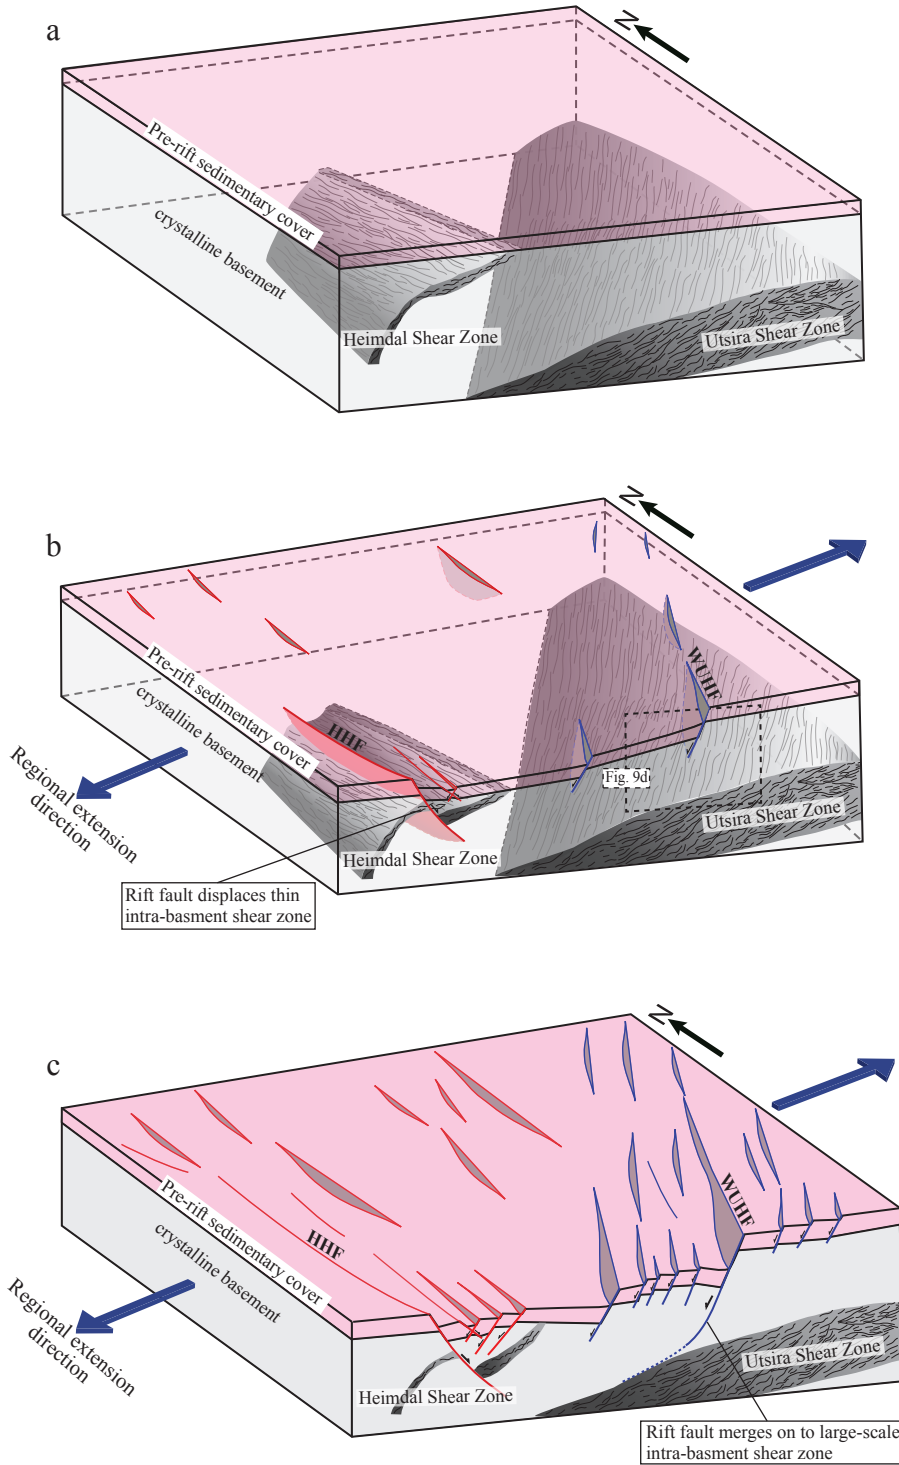 a
N
Pre-rift sedimentary cover
crystalline basement
Heimdal Shear Zone
Utsira Shear Zone
b
N
Pre-rift sedimentary cover
crystalline basement
HHF
WUHF
Fig. 9d
Regional extension
direction
Heimdal Shear Zone
Utsira Shear Zone
Rift fault displaces thin
intra-basment shear zone
c
N
Pre-rift sedimentary cover
crystalline basement
HHF
WUHF
Regional extension
direction
Heimdal Shear Zone
Utsira Shear Zone
Rift fault merges on to large-scale
intra-basment shear zone